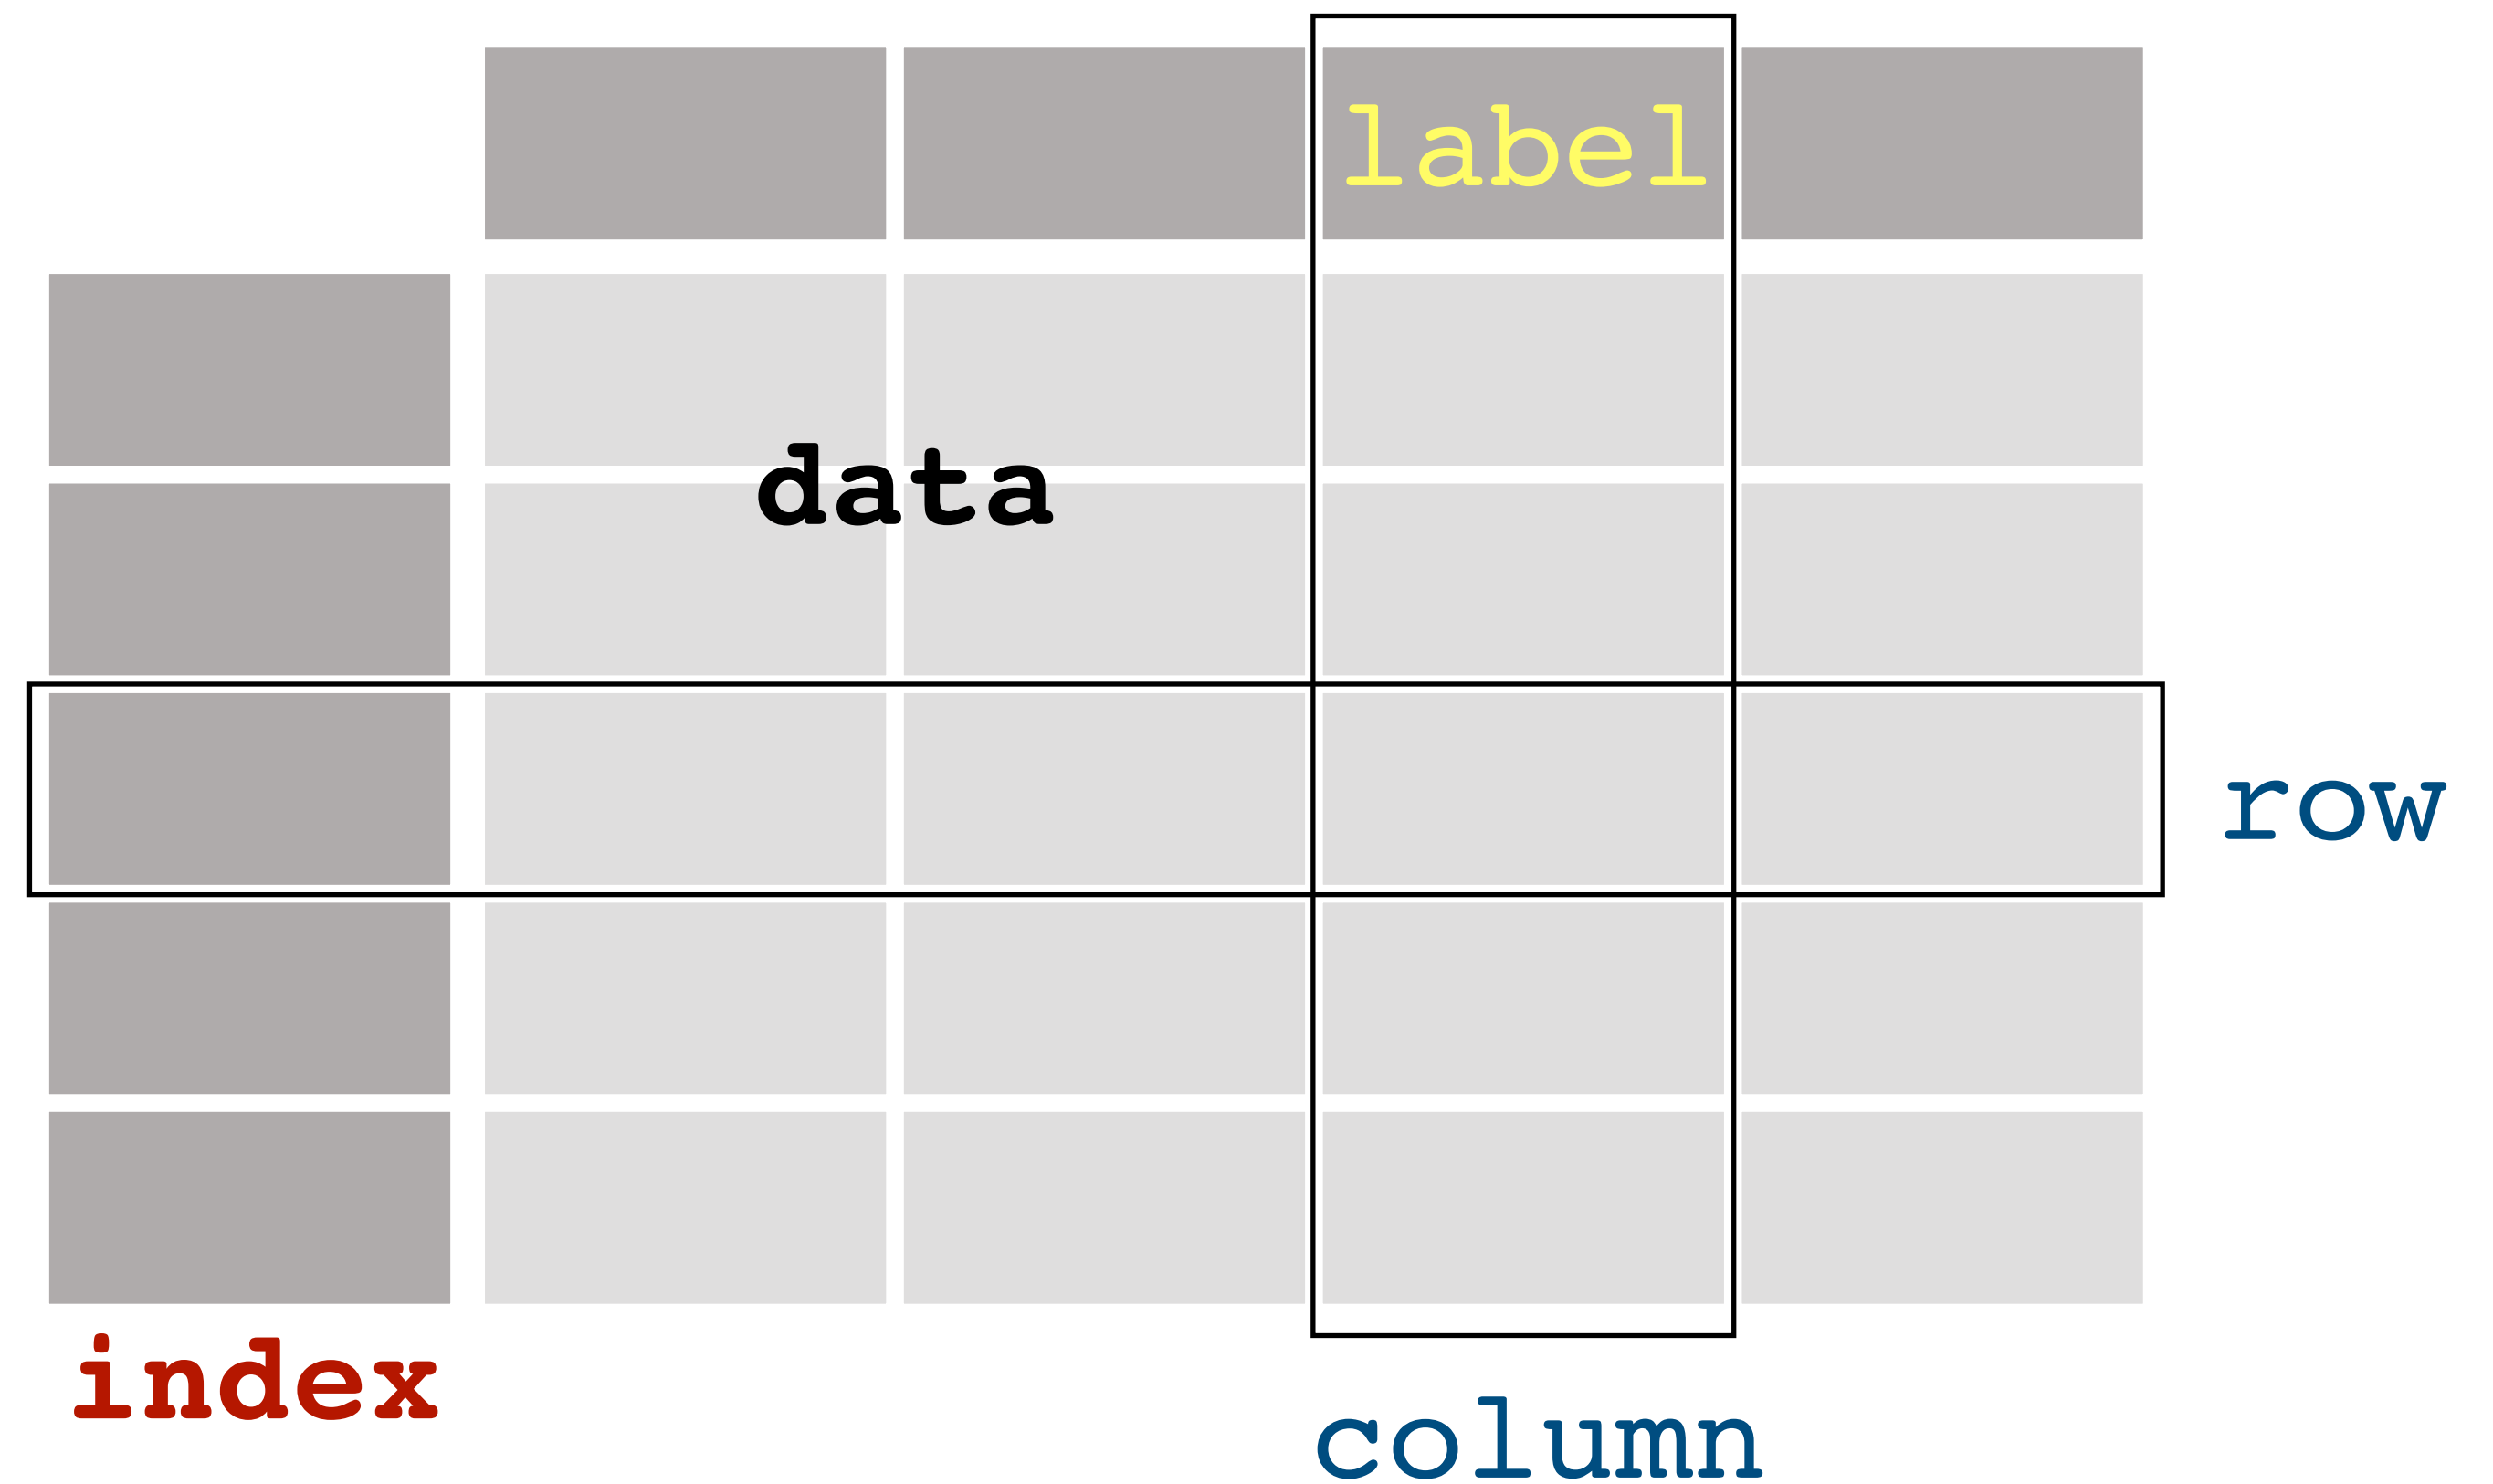 label
data
row
index
column